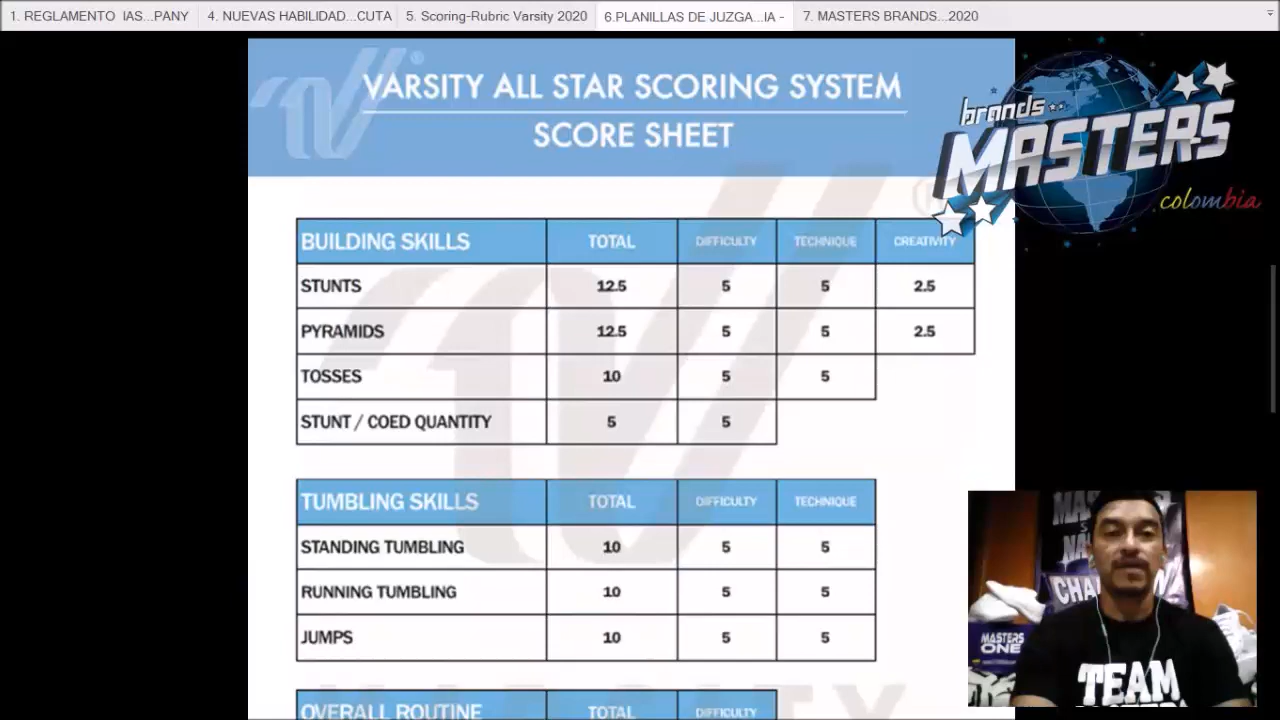 1. REGLAMENTO IAS...PANY
4. NUEVAS HABILIDAD...CUTA
5. Scoring-Rubric Varsity 2020
6.PLANILLAS DE JUZGA...IA -
7. MASTERS BRANDS...2020
VARSITY ALL STAR SCORING SYSTEM
SCORE SHEET
brands
MASTERS
colombia
BUILDING SKILLS TOTAL DIFFICULTY TECHNIQUE CREATIVITY
STUNTS 12.5 5 5 2.5
PYRAMIDS 12.5 5 5 2.5
TOSSES 10 5 5
STUNT / COED QUANTITY 5 5
TUMBLING SKILLS TOTAL DIFFICULTY TECHNIQUE
STANDING TUMBLING 10 5 5
RUNNING TUMBLING 10 5 5
JUMPS 10 5 5
OVERALL ROUTINE TOTAL DIFFICULTY
MASTERS
ONE
TEAM